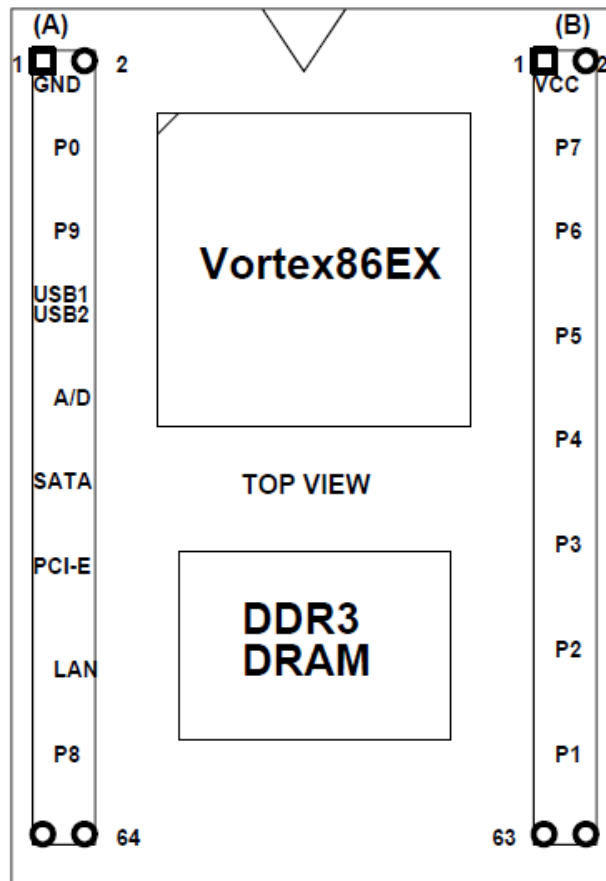 (A)
(B)
1
2
1
2
GND
VCC
P0
P7
P9
P6
Vortex86EX
USB1
USB2
P5
A/D
P4
SATA
TOP VIEW
PCI-E
P3
DDR3
DRAM
LAN
P2
P8
P1
64
63